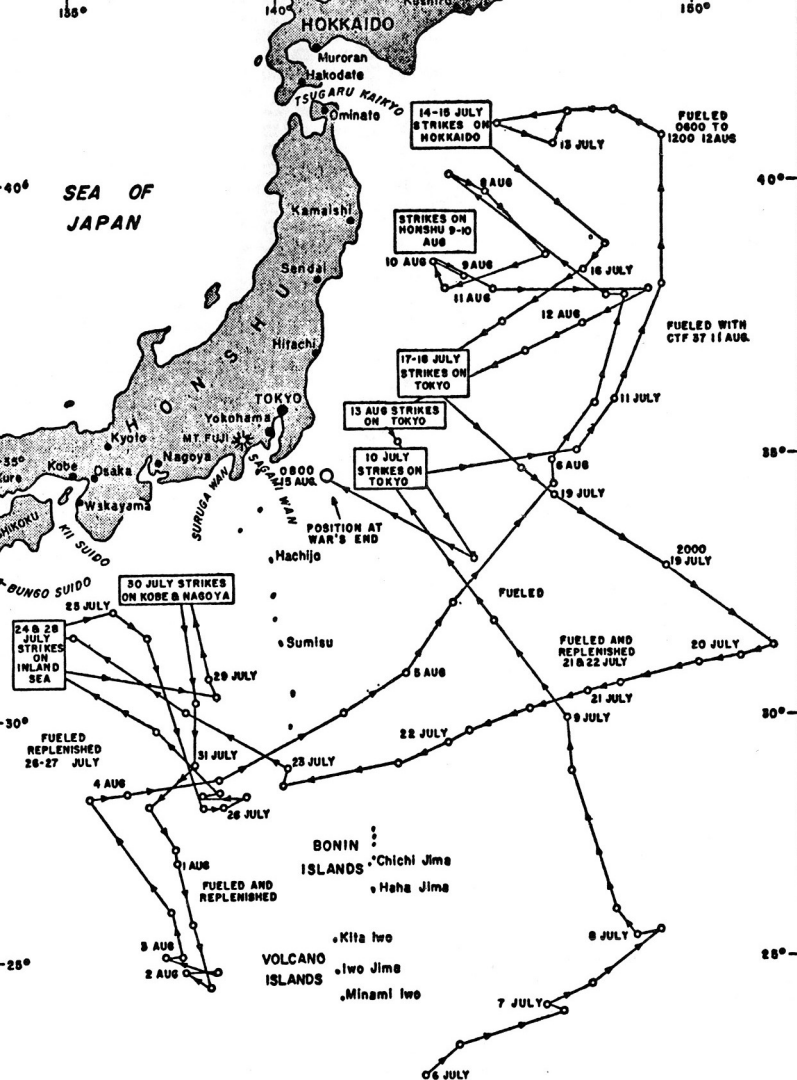 135°
140°
150°
HOKKAIDO
Muroran
Hakodate
TSUGARU KAIKYO
Ominato
14-15 JULY
STRIKES ON
HOKKAIDO
13 JULY
FUELED
0600 TO
1200 12AUG
40°
40°
SEA OF
JAPAN
8 AUG
Kamaishi
STRIKES ON
HONSHU 9-10
AUG
10 AUG
9 AUG
16 JULY
Sendai
11 AUG
12 AUG
HONSHU
FUELED WITH
CTF 37 11 AUG.
Hitachi
17-18 JULY
STRIKES ON
TOKYO
11 JULY
TOKYO
Yokohama
13 AUG STRIKES
ON TOKYO
Kyoto
MT. FUJI
35°
35°
Kure
Kobe
Osaka
Nagoya
SAGAMI WAN
0800
15 AUG.
10 JULY
STRIKES ON
TOKYO
6 AUG
19 JULY
Wakayama
SURUGA WAN
SHIKOKU
KII SUIDO
POSITION AT
WAR'S END
Hachijo
2000
19 JULY
BUNGO SUIDO
30 JULY STRIKES
ON KOBE & NAGOYA
FUELED
25 JULY
24 & 28
JULY
STRIKES
ON
INLAND
SEA
Sumisu
FUELED AND
REPLENISHED
21 & 22 JULY
20 JULY
29 JULY
5 AUG
21 JULY
30°
30°
9 JULY
22 JULY
FUELED
REPLENISHED
26-27 JULY
31 JULY
23 JULY
4 AUG
26 JULY
BONIN
ISLANDS
Chichi Jima
1 AUG
Haha Jima
FUELED AND
REPLENISHED
8 JULY
Kita Iwo
3 AUG
25°
25°
VOLCANO
ISLANDS
2 AUG
Iwo Jima
Minami Iwo
7 JULY
6 JULY